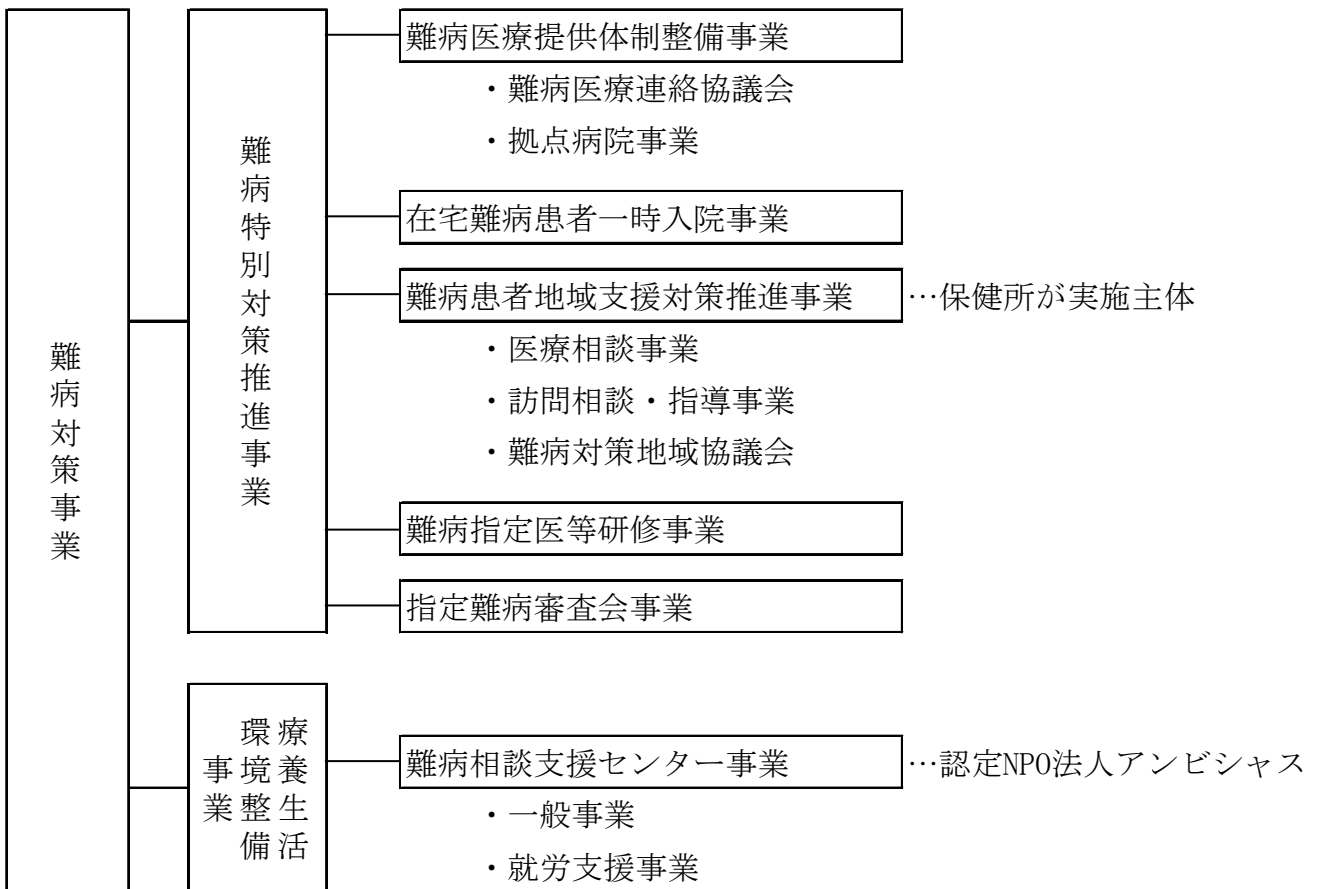 難病対策事業
難病特別対策推進事業
難病医療提供体制整備事業
・難病医療連絡協議会
・拠点病院事業
在宅難病患者一時入院事業
難病患者地域支援対策推進事業 …保健所が実施主体
・医療相談事業
・訪問相談・指導事業
・難病対策地域協議会
難病指定医等研修事業
指定難病審査会事業
療養生活
環境整備
事業
難病相談支援センター事業 …認定NPO法人アンビシャス
・一般事業
・就労支援事業